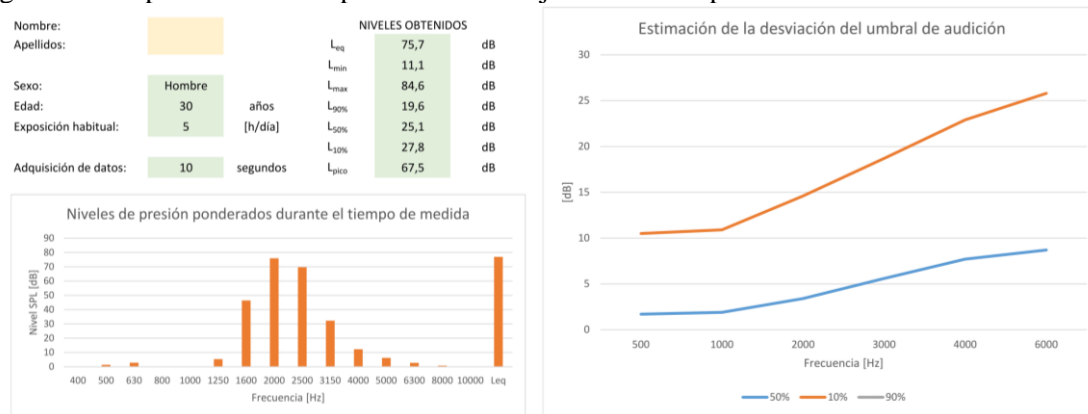 Nombre:
Apellidos:
Sexo: Hombre
Edad: 30 años
Exposición habitual: 5 [h/día]
Adquisición de datos: 10 segundos
NIVELES OBTENIDOS
Leq 75,7 dB
Lmin 11,1 dB
Lmax 84,6 dB
L90% 19,6 dB
L50% 25,1 dB
L10% 27,8 dB
Lpico 67,5 dB
Niveles de presión ponderados durante el tiempo de medida
Nivel SPL [dB]
90
80
70
60
50
40
30
20
10
0
400 500 630 800 1000 1250 1600 2000 2500 3150 4000 5000 6300 8000 10000 Leq
Frecuencia [Hz]
Estimación de la desviación del umbral de audición
[dB]
30
25
20
15
10
5
0
500 1000 2000 3000 4000 6000
Frecuencia [Hz]
50% 10% 90%